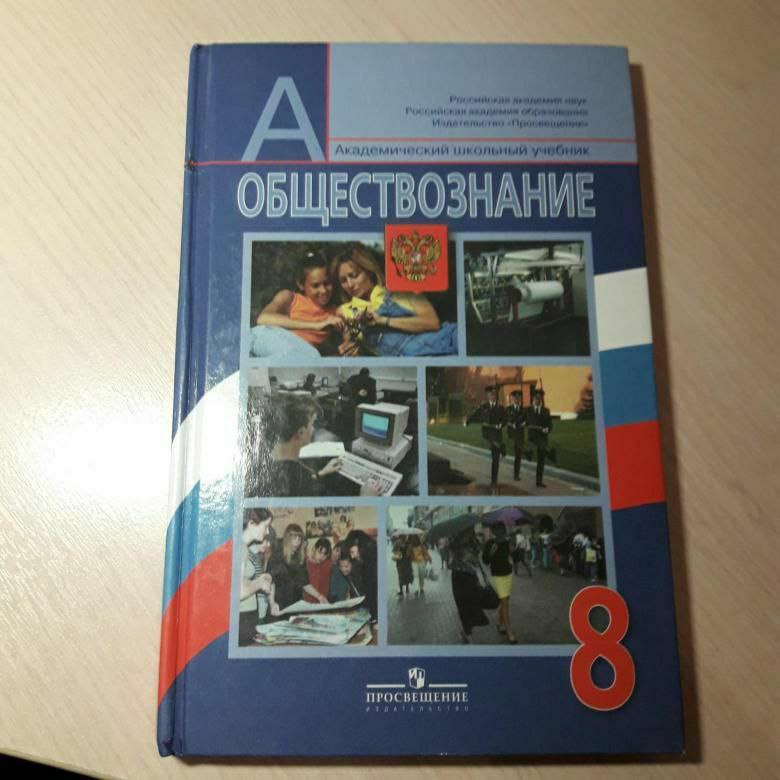 А
Российская академия наук
Российская академия образования
Издательство «Просвещение»
Академический школьный учебник
ОБЩЕСТВОЗНАНИЕ
8
ПРОСВЕЩЕНИЕ
ИЗДАТЕЛЬСТВО